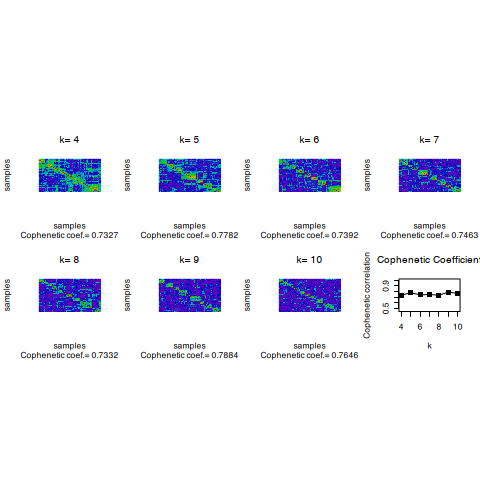 k= 4
k= 5
k= 6
k= 7
samples
samples
samples
samples
samples
samples
samples
samples
Cophenetic coef.= 0.7327
Cophenetic coef.= 0.7782
Cophenetic coef.= 0.7392
Cophenetic coef.= 0.7463
k= 8
k= 9
k= 10
Cophenetic Coefficient
samples
samples
samples
Cophenetic correlation
0.5
0.9
4
6
8
10
k
samples
samples
samples
Cophenetic coef.= 0.7332
Cophenetic coef.= 0.7884
Cophenetic coef.= 0.7646